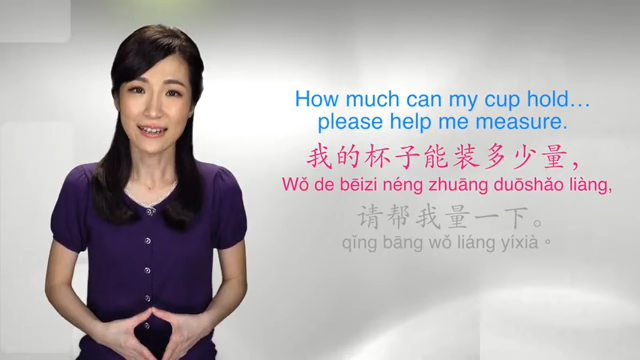 How much can my cup hold…
please help me measure.
我的杯子能装多少量，
Wǒ de bēizi néng zhuāng duōshǎo liàng,
请帮我量一下。
qǐng bāng wǒ liáng yíxià。